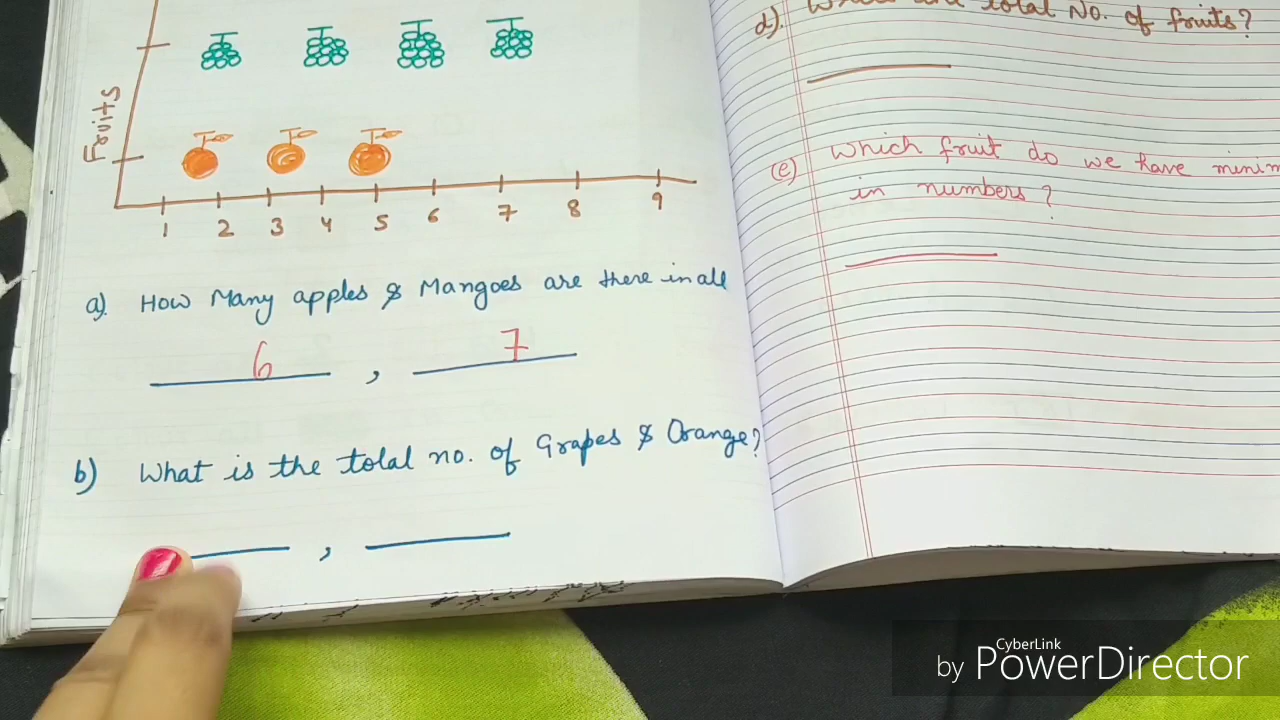 Fruits
1 2 3 4 5 6 7 8 9
a). How Many apples & Mangoes are there in all
6 , 7
b) What is the total no. of Grapes & Orange?
,
d). total No. of fruits?
(e) Which fruit do we have minim
in numbers?
CyberLink
by PowerDirector